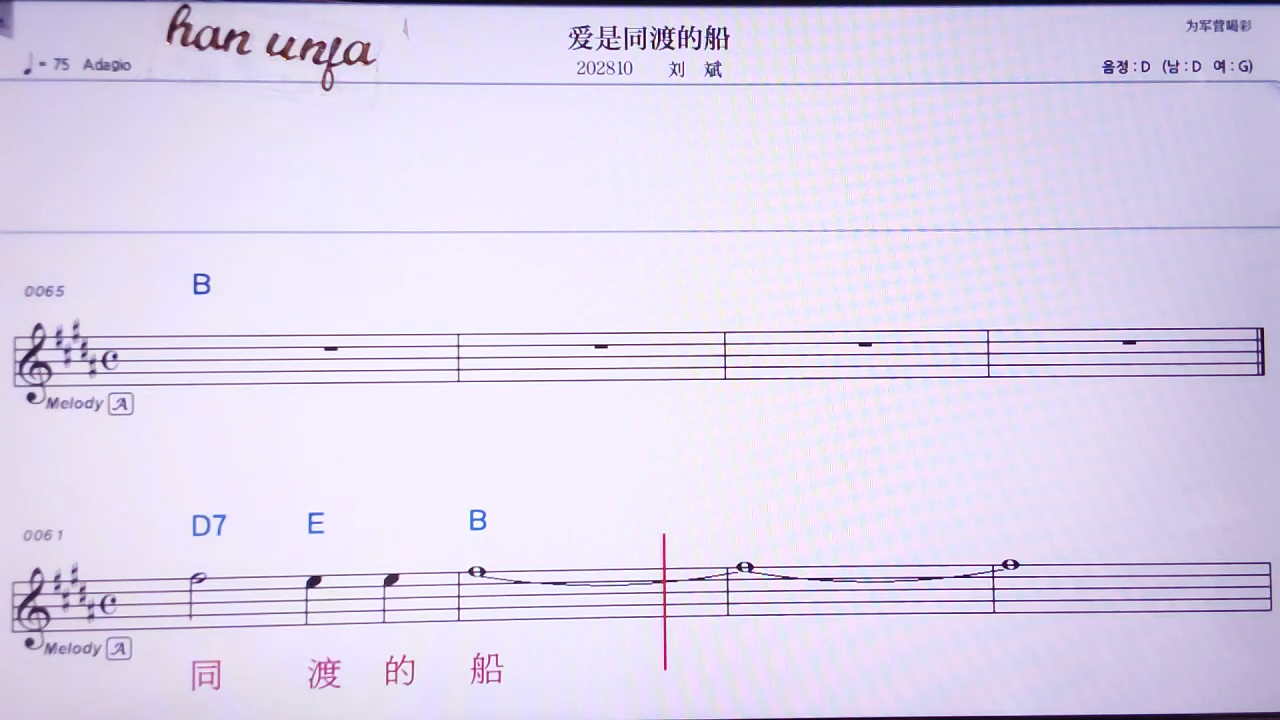 han unfa
爱是同渡的船
为军营喝彩
♩= 75 Adagio
202810 刘 斌
음정 : D (남 : D 여 : G)
0065
B
Melody A
0061
D7 E B
Melody A
同 渡 的 船